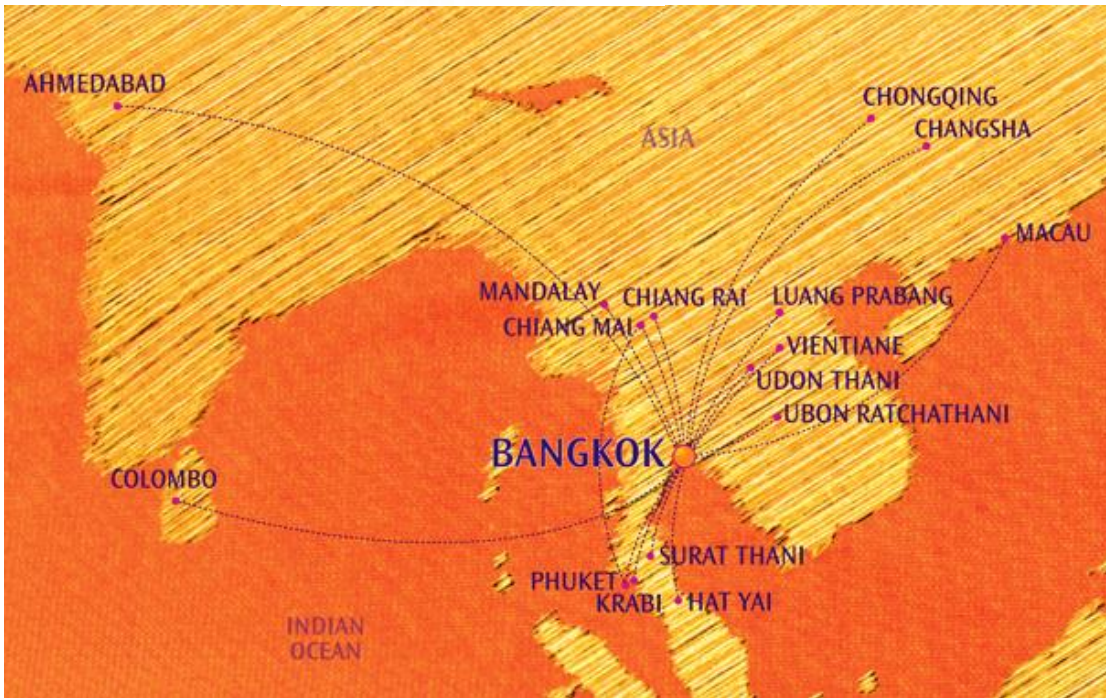 AHMEDABAD
CHONGQING
CHANGSHA
ASIA
MACAU
MANDALAY
CHIANG RAI
LUANG PRABANG
CHIANG MAI
VIENTIANE
UDON THANI
UBON RATCHATHANI
BANGKOK
COLOMBO
SURAT THANI
PHUKET
KRABI
HAT YAI
INDIAN
OCEAN